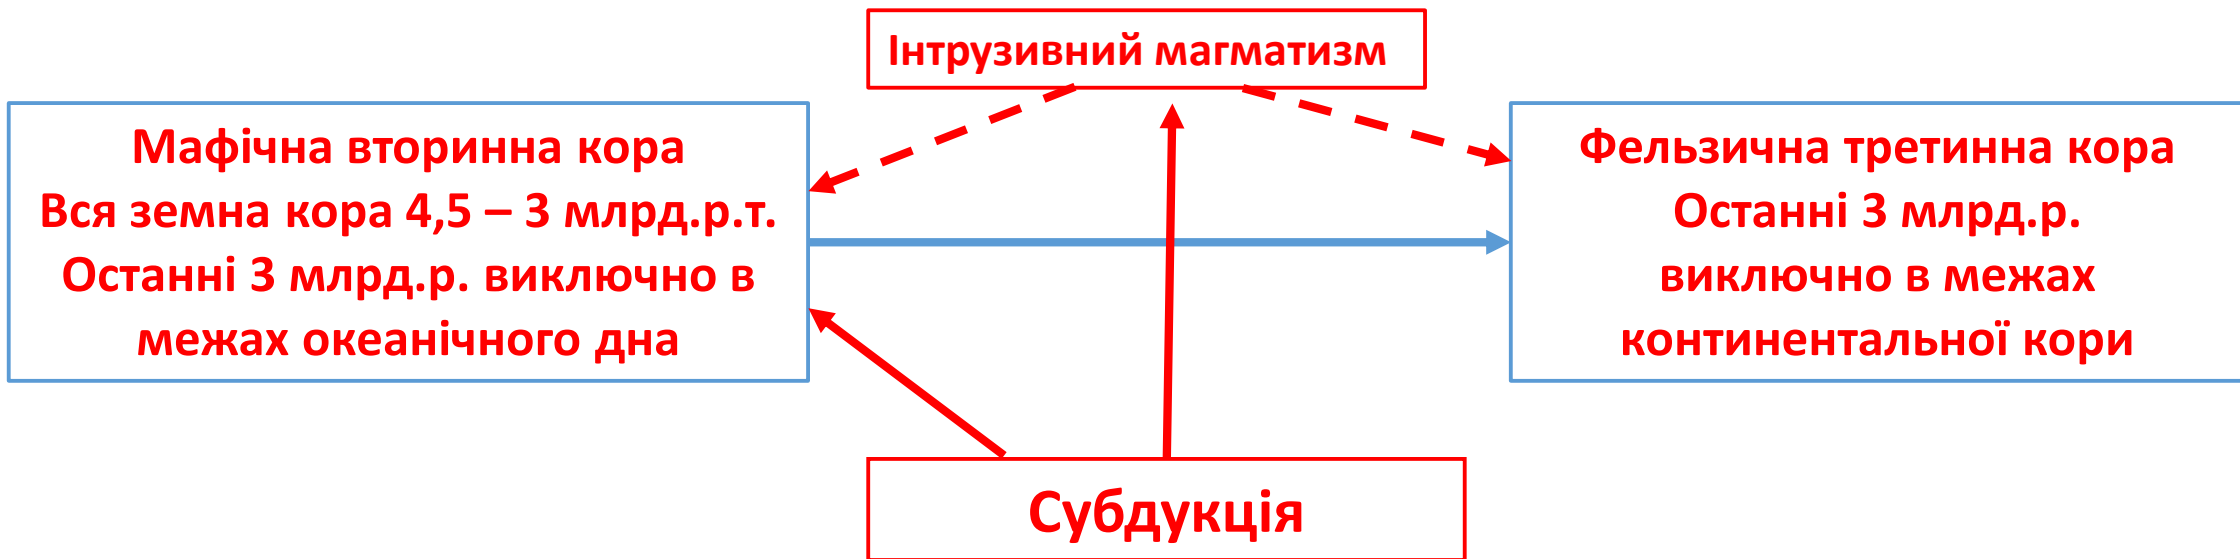 Інтрузивний магматизм
Мафічна вторинна кора
Вся земна кора 4,5 – 3 млрд.р.т.
Останні 3 млрд.р. виключно в
межах океанічного дна
Фельзична третинна кора
Останні 3 млрд.р.
виключно в межах
континентальної кори
Субдукція